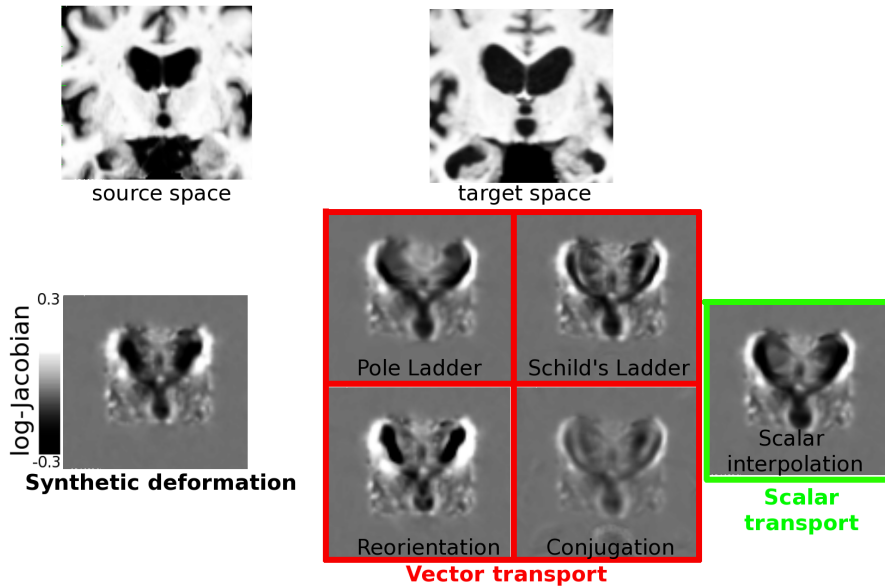 source space
target space
0.3
log-Jacobian
-0.3
Synthetic deformation
Pole Ladder
Schild's Ladder
Reorientation
Conjugation
Vector transport
Scalar
interpolation
Scalar
transport